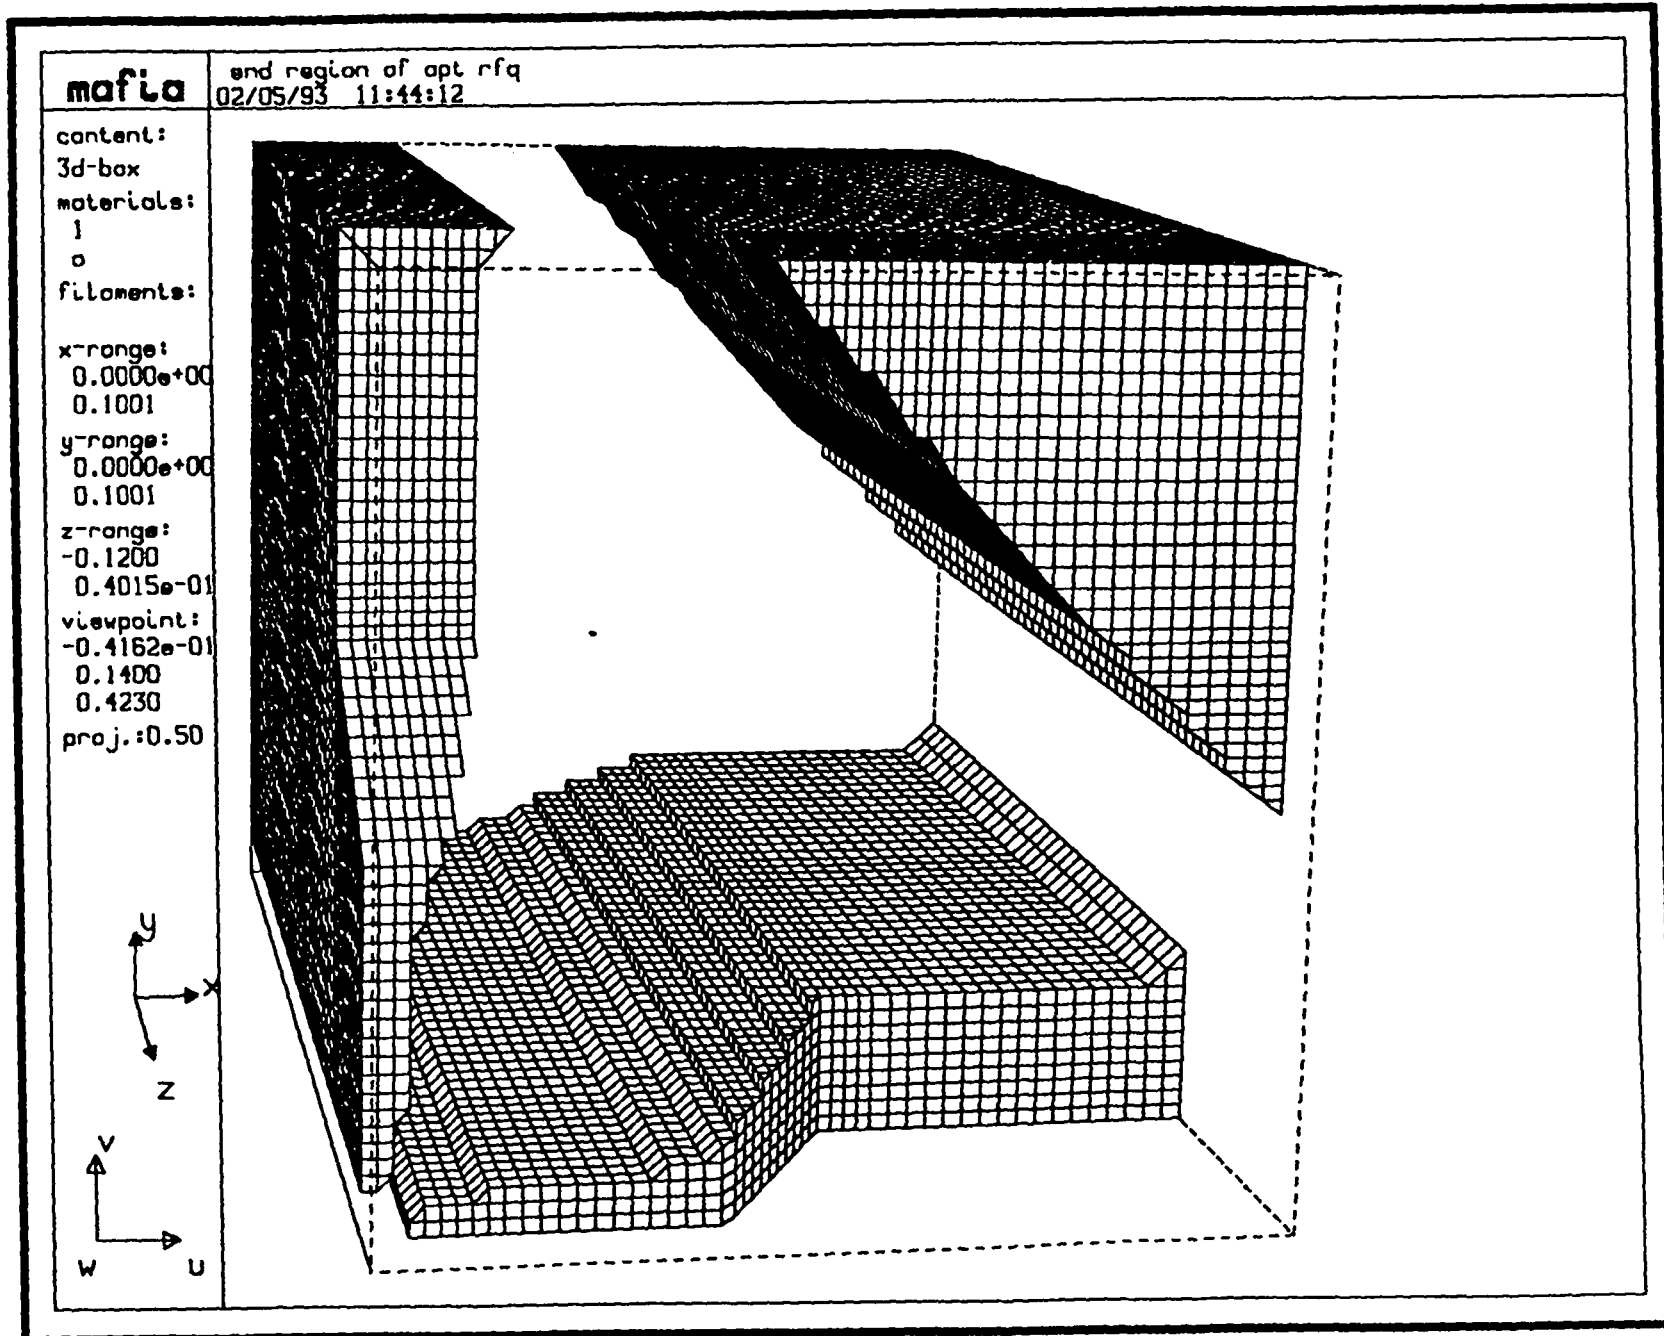 mafia
end region of apt rfq
02/05/93 11:44:12
content:
3d-box
materials:
1
o
filaments:
x-range:
0.0000e+00
0.1001
y-range:
0.0000e+00
0.1001
z-range:
-0.1200
0.4015e-01
viewpoint:
-0.4162e-01
0.1400
0.4230
proj.:0.50
y
x
z
v
w u